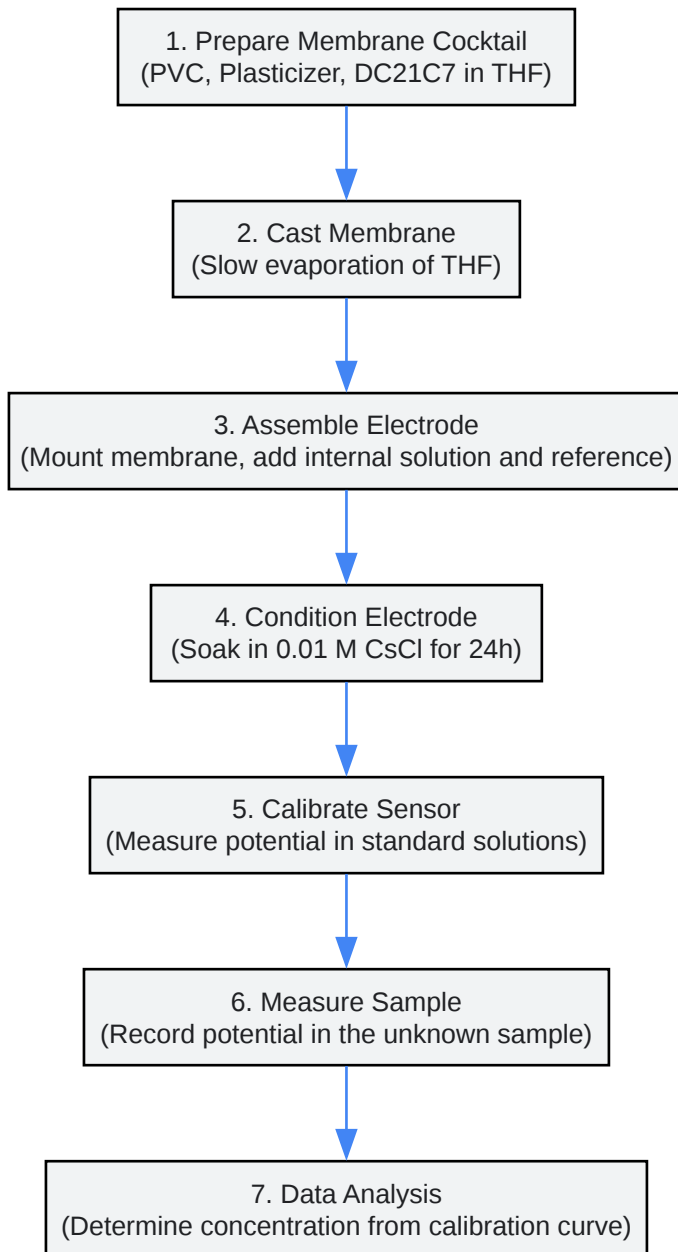 1. Prepare Membrane Cocktail
(PVC, Plasticizer, DC21C7 in THF)
2. Cast Membrane
(Slow evaporation of THF)
3. Assemble Electrode
(Mount membrane, add internal solution and reference)
4. Condition Electrode
(Soak in 0.01 M CsCl for 24h)
5. Calibrate Sensor
(Measure potential in standard solutions)
6. Measure Sample
(Record potential in the unknown sample)
7. Data Analysis
(Determine concentration from calibration curve)